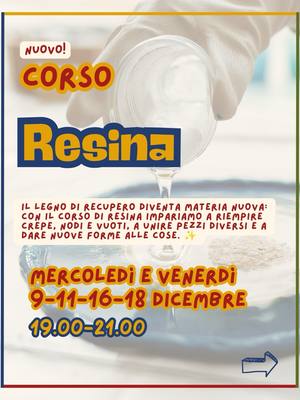 NUOVO!
CORSO
Resina
IL LEGNO DI RECUPERO DIVENTA MATERIA NUOVA:
CON IL CORSO DI RESINA IMPARIAMO A RIEMPIRE
CREPE, NODI E VUOTI, A UNIRE PEZZI DIVERSI E A
DARE NUOVE FORME ALLE COSE. ✨
MERCOLEDÌ E VENERDÌ
9-11-16-18 DICEMBRE
19.00-21.00